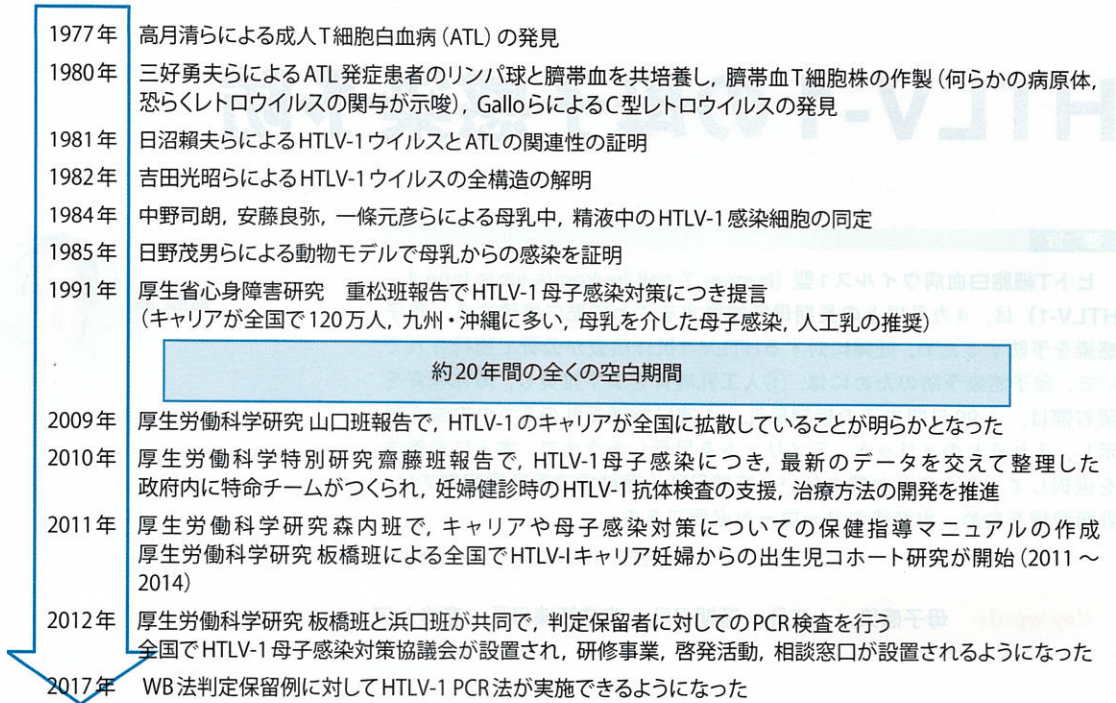 1977年 高月清らによる成人T細胞白血病（ATL）の発見
1980年 三好勇夫らによるATL発症患者のリンパ球と臍帯血を共培養し，臍帯血T細胞株の作製（何らかの病原体，
恐らくレトロウイルスの関与が示唆），GalloらによるC型レトロウイルスの発見
1981年 日沼賴夫らによるHTLV-1ウイルスとATLの関連性の証明
1982年 吉田光昭らによるHTLV-1ウイルスの全構造の解明
1984年 中野司朗，安藤良弥，一條元彦らによる母乳中，精液中のHTLV-1感染細胞の同定
1985年 日野茂男らによる動物モデルで母乳からの感染を証明
1991年 厚生省心身障害研究 重松班報告でHTLV-1母子感染対策につき提言
（キャリアが全国で120万人，九州・沖縄に多い，母乳を介した母子感染，人工乳の推奨）
約20年間の全くの空白期間
2009年 厚生労働科学研究 山口班報告で，HTLV-1のキャリアが全国に拡散していることが明らかとなった
2010年 厚生労働科学特別研究齋藤班報告で，HTLV-1母子感染につき，最新のデータを交えて整理した
政府内に特命チームがつくられ，妊婦健診時のHTLV-1抗体検査の支援，治療方法の開発を推進
2011年 厚生労働科学研究森内班で，キャリアや母子感染対策についての保健指導マニュアルの作成
厚生労働科学研究 板橋班による全国でHTLV-Iキャリア妊婦からの出生児コホート研究が開始（2011～
2014）
2012年 厚生労働科学研究 板橋班と浜口班が共同で，判定保留者に対してのPCR検査を行う
全国でHTLV-1母子感染対策協議会が設置され，研修事業，啓発活動，相談窓口が設置されるようになった
2017年 WB法判定保留例に対してHTLV-1 PCR法が実施できるようになった